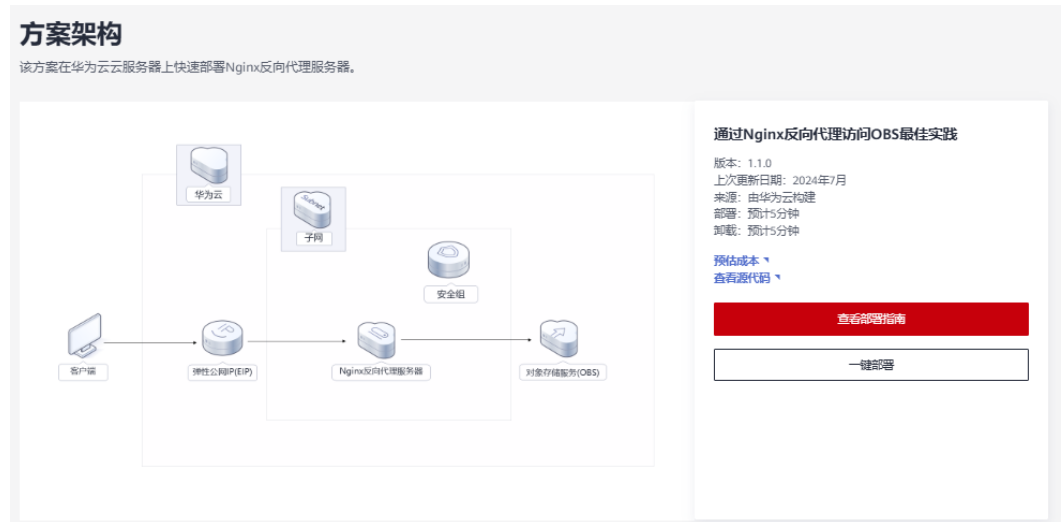 方案架构
该方案在华为云云服务器上快速部署Nginx反向代理服务器。
华为云
Subnet
子网
安全组
IP
客户端
弹性公网IP(EIP)
Nginx反向代理服务器
对象存储服务(OBS)
通过Nginx反向代理访问OBS最佳实践
版本：1.1.0
上次更新日期：2024年7月
来源：由华为云构建
部署：预计5分钟
卸载：预计5分钟
预估成本
查看源代码
查看部署指南
一键部署